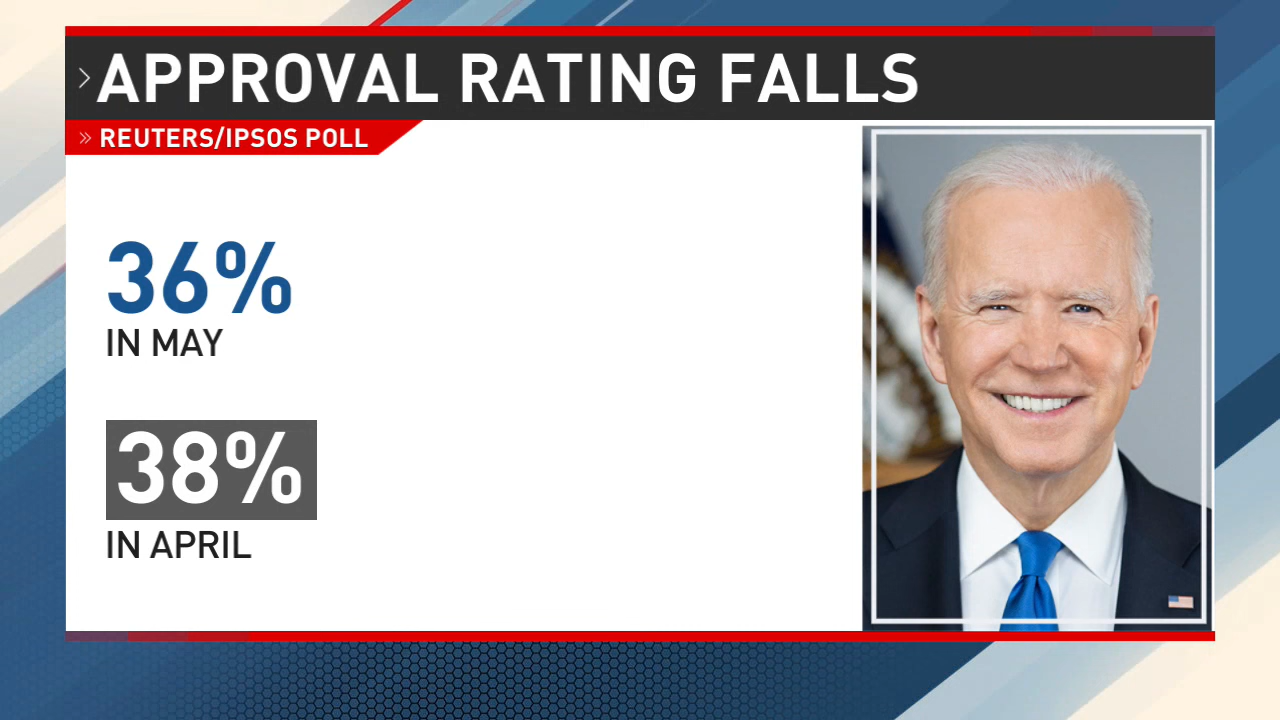 APPROVAL RATING FALLS
REUTERS/IPSOS POLL
36%
IN MAY
38%
IN APRIL